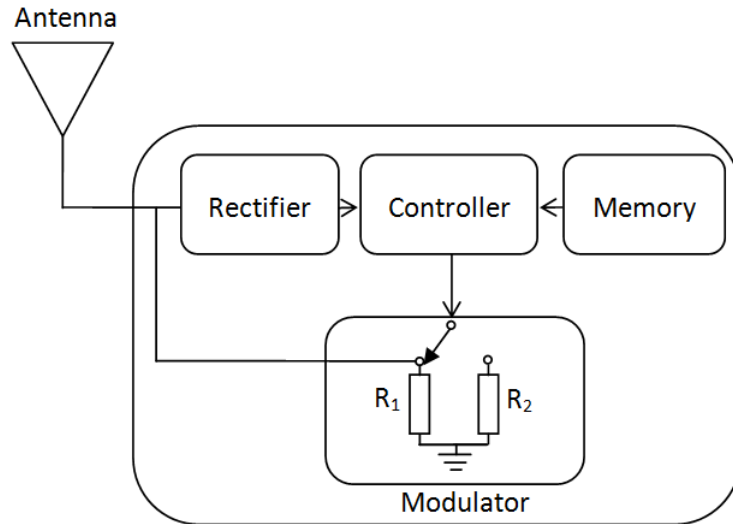 Antenna
Rectifier
Controller
Memory
R₁
R₂
Modulator